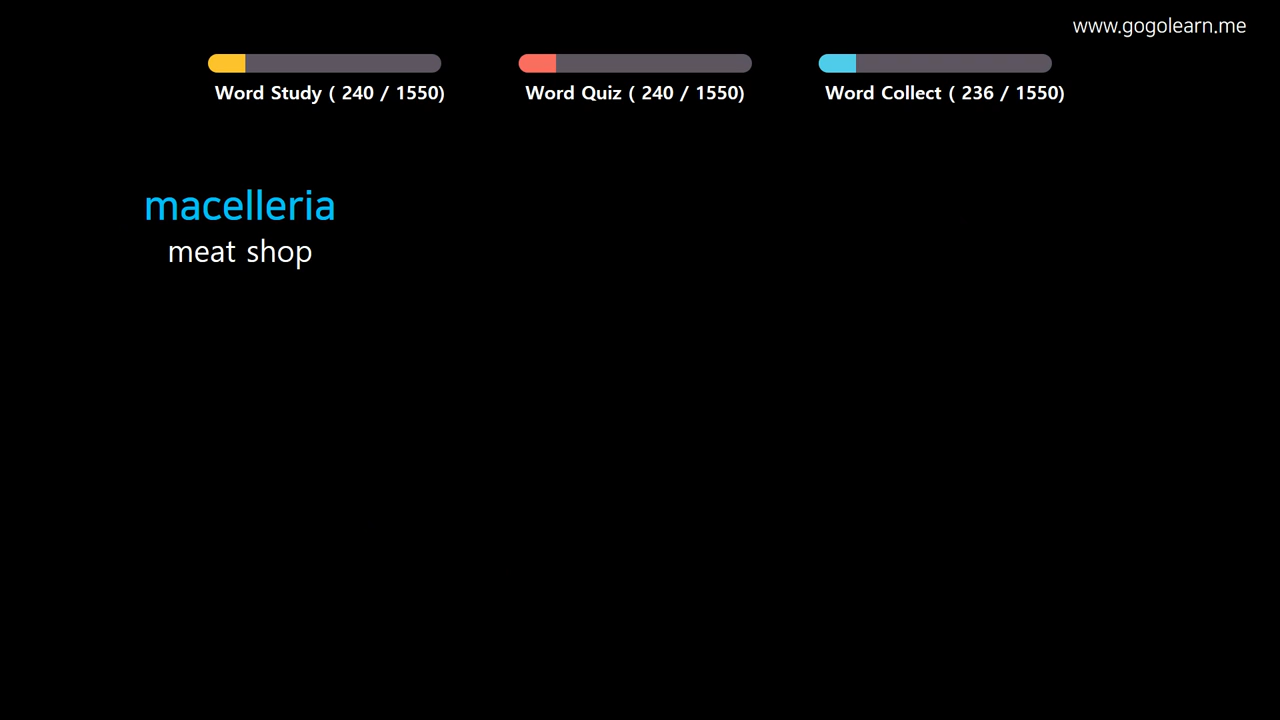 www.gogolearn.me
Word Study ( 240 / 1550)
Word Quiz ( 240 / 1550)
Word Collect ( 236 / 1550)
macelleria
meat shop